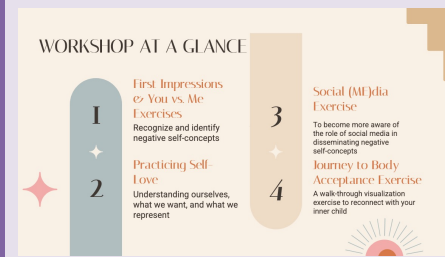 WORKSHOP AT A GLANCE
1
First Impressions
& You vs. Me
Exercises
Recognize and identify
negative self-concepts
2
Practicing Self-
Love
Understanding ourselves,
what we want, and what we
represent
3
Social (ME)dia
Exercise
To become more aware of
the role of social media in
disseminating negative
self-concepts
4
Journey to Body
Acceptance Exercise
A walk-through visualization
exercise to reconnect with your
inner child